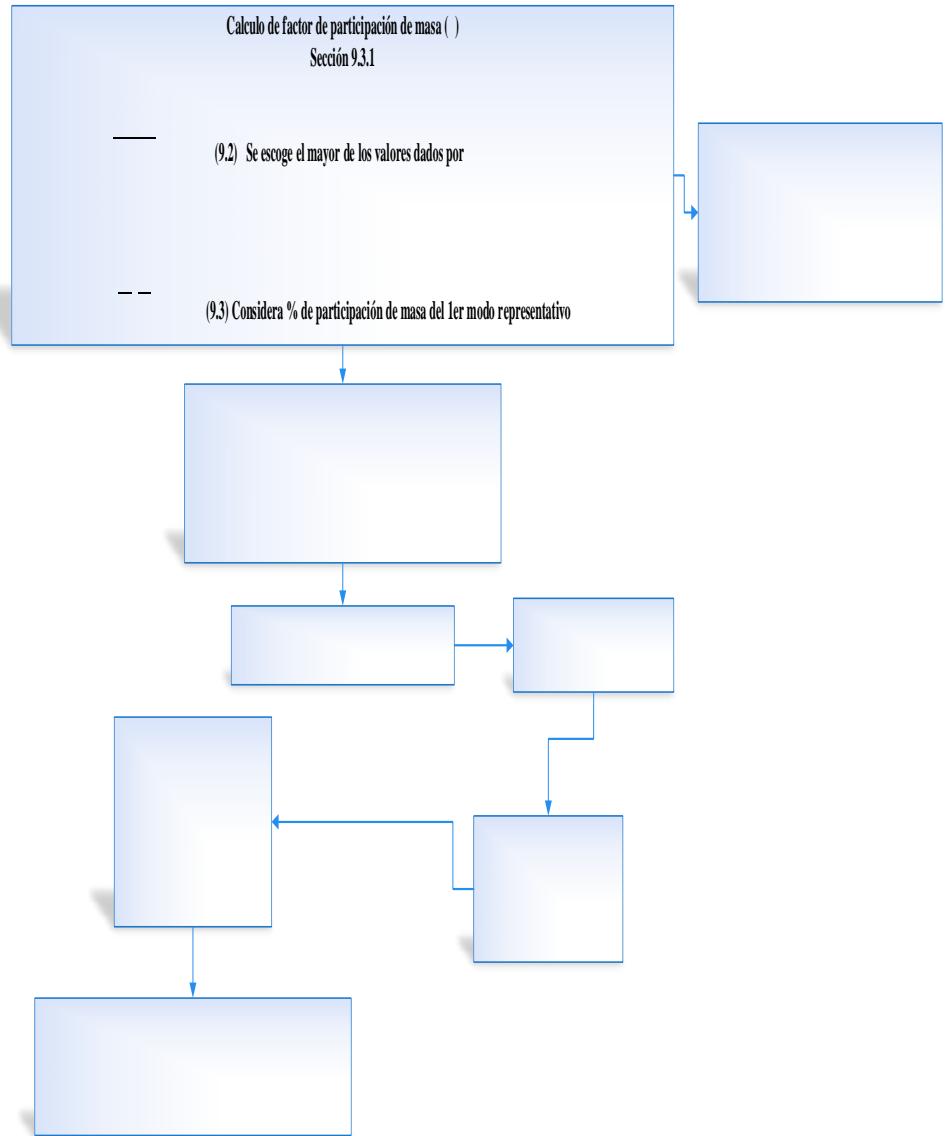 Calculo de factor de participación de masa ( )
Sección 9.3.1
(9.2) Se escoge el mayor de los valores dados por
(9.3) Considera % de participación de masa del 1er modo representativo